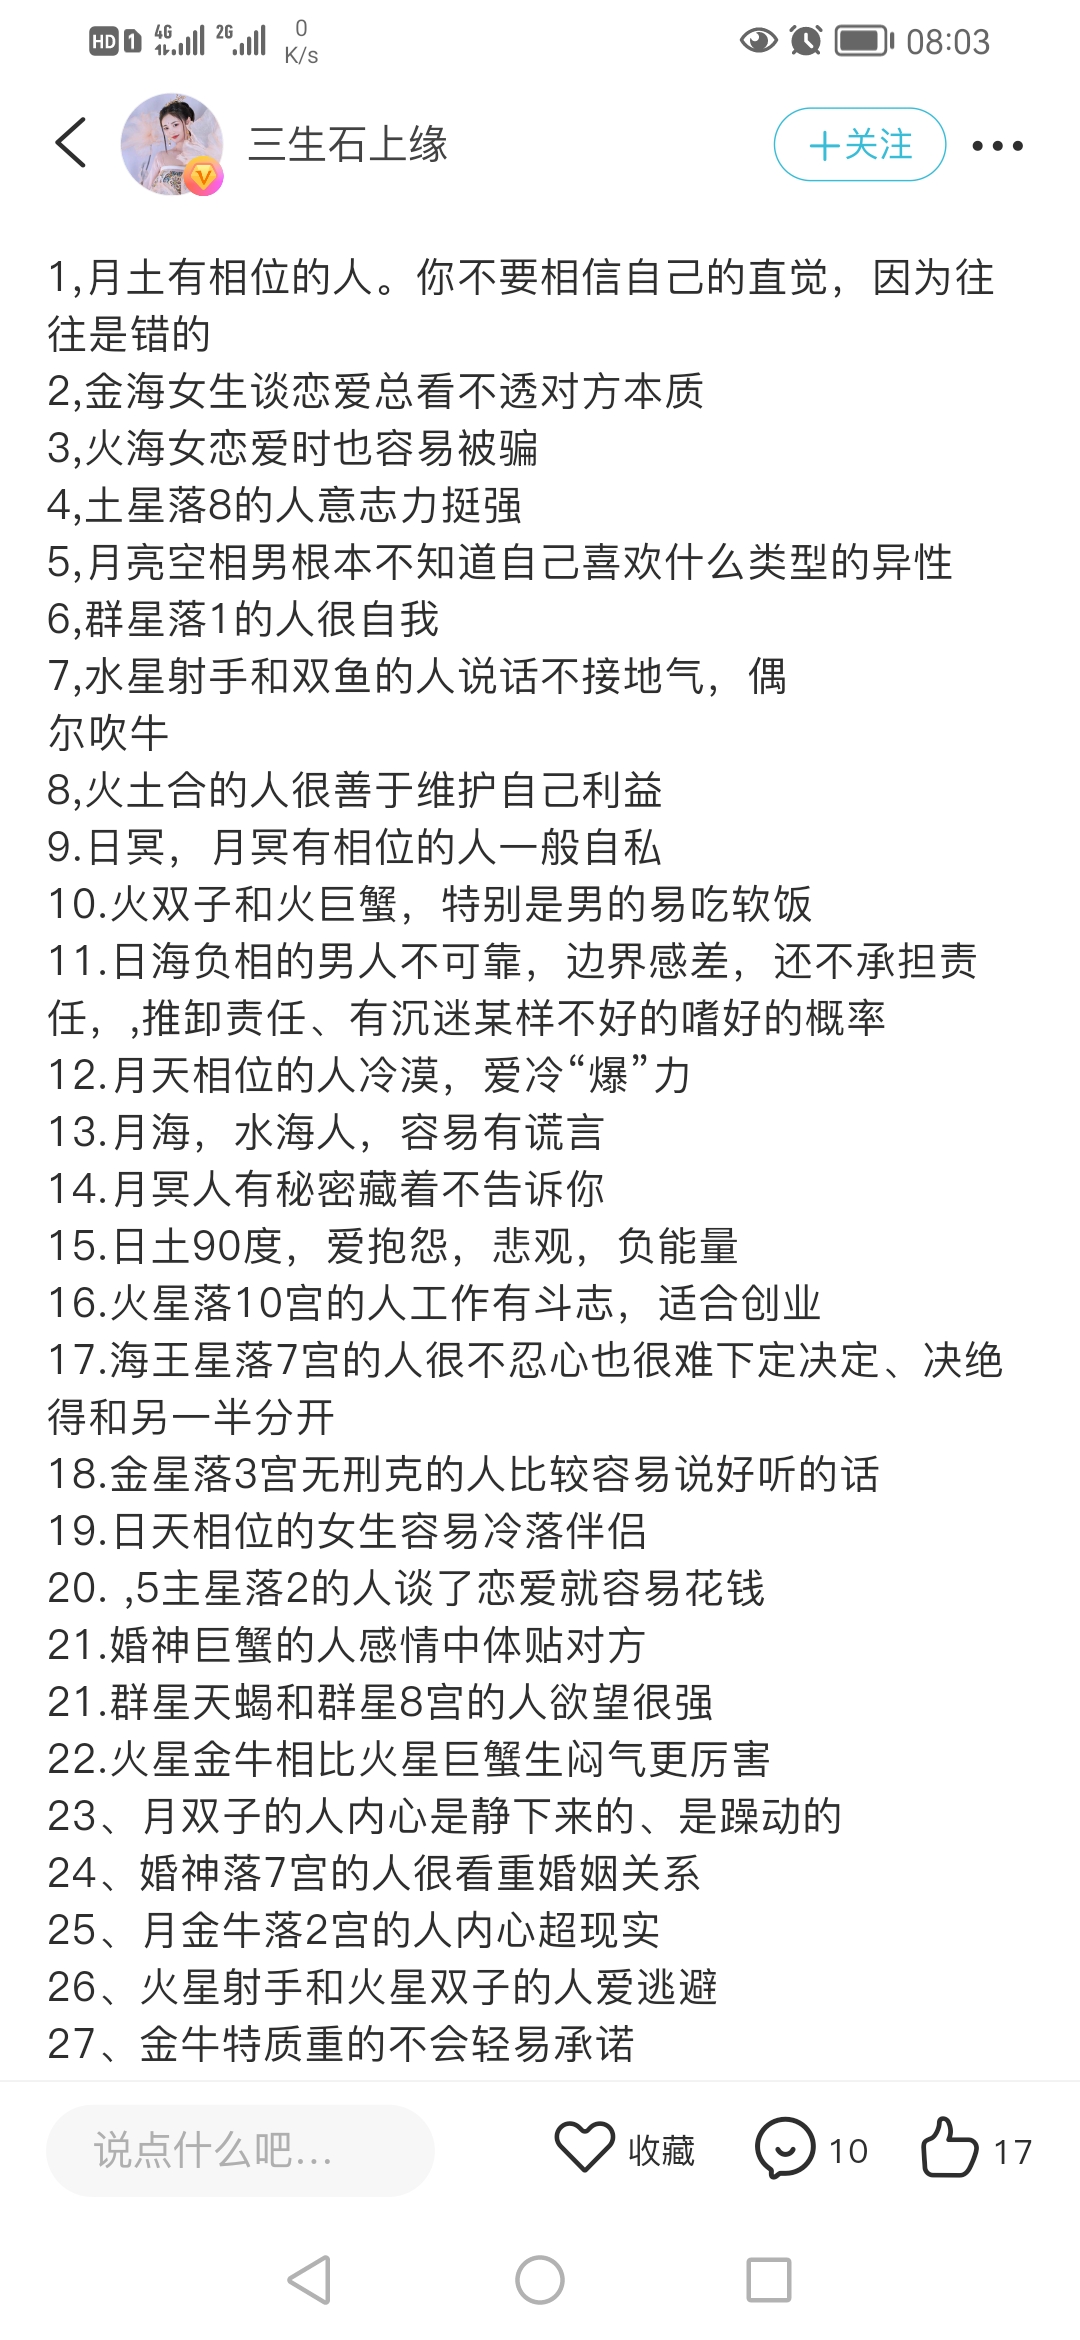 HD 1 4G 2G 0 K/s 08:03
三生石上缘
+关注
1,月土有相位的人。你不要相信自己的直觉，因为往
往是错的
2,金海女生谈恋爱总看不透对方本质
3,火海女恋爱时也容易被骗
4,土星落8的人意志力挺强
5,月亮空相男根本不知道自己喜欢什么类型的异性
6,群星落1的人很自我
7,水星射手和双鱼的人说话不接地气，偶
尔吹牛
8,火土合的人很善于维护自己利益
9.日冥，月冥有相位的人一般自私
10.火双子和火巨蟹，特别是男的易吃软饭
11.日海负相的男人不可靠，边界感差，还不承担责
任，,推卸责任、有沉迷某样不好的嗜好的概率
12.月天相位的人冷漠，爱冷“爆”力
13.月海，水海人，容易有谎言
14.月冥人有秘密藏着不告诉你
15.日土90度，爱抱怨，悲观，负能量
16.火星落10宫的人工作有斗志，适合创业
17.海王星落7宫的人很不忍心也很难下定决定、决绝
得和另一半分开
18.金星落3宫无刑克的人比较容易说好听的话
19.日天相位的女生容易冷落伴侣
20. ,5主星落2的人谈了恋爱就容易花钱
21.婚神巨蟹的人感情中体贴对方
21.群星天蝎和群星8宫的人欲望很强
22.火星金牛相比火星巨蟹生闷气更厉害
23、月双子的人内心是静下来的、是躁动的
24、婚神落7宫的人很看重婚姻关系
25、月金牛落2宫的人内心超现实
26、火星射手和火星双子的人爱逃避
27、金牛特质重的不会轻易承诺
说点什么吧...
收藏
10
17